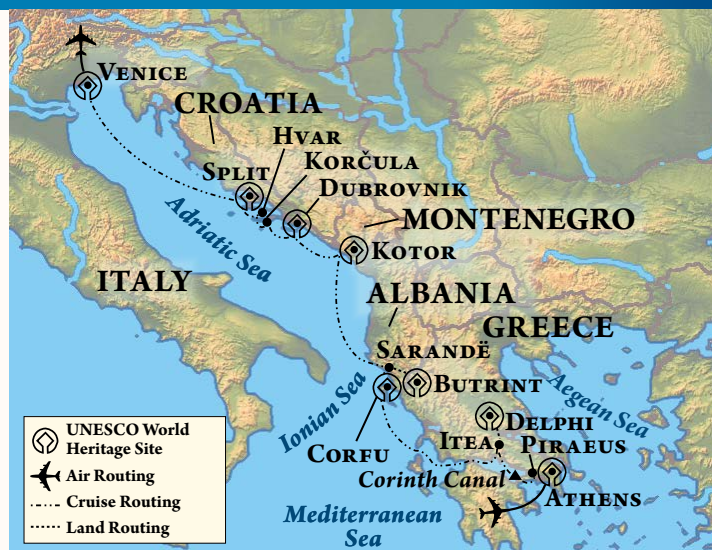 VENICE
CROATIA
HVAR
KORČULA
SPLIT
DUBROVNIK
MONTENEGRO
KOTOR
Adriatic Sea
ITALY
ALBANIA
GREECE
SARANDË
BUTRINT
Aegean Sea
Ionian Sea
DELPHI
ITEA
PIRAEUS
CORFU
Corinth Canal
ATHENS
Mediterranean
Sea
UNESCO World
Heritage Site
Air Routing
Cruise Routing
Land Routing